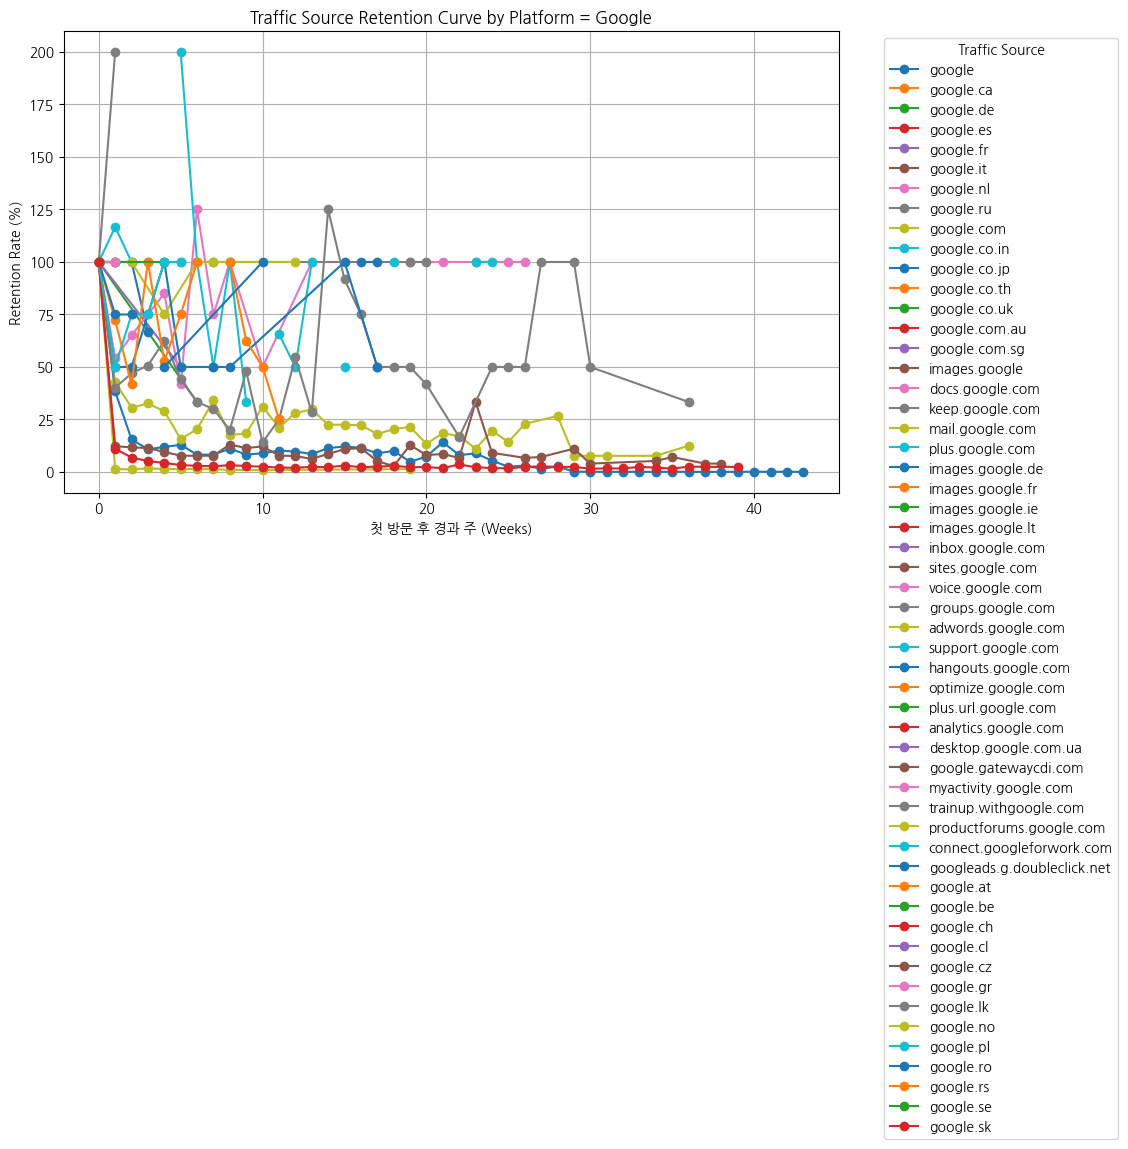 Traffic Source Retention Curve by Platform = Google
Retention Rate (%)
200
175
150
125
100
75
50
25
0
0
10
20
30
40
첫 방문 후 경과 주 (Weeks)
Traffic Source
google
google.ca
google.de
google.es
google.fr
google.it
google.nl
google.ru
google.com
google.co.in
google.co.jp
google.co.th
google.co.uk
google.com.au
google.com.sg
images.google
docs.google.com
keep.google.com
mail.google.com
plus.google.com
images.google.de
images.google.fr
images.google.ie
images.google.lt
inbox.google.com
sites.google.com
voice.google.com
groups.google.com
adwords.google.com
support.google.com
hangouts.google.com
optimize.google.com
plus.url.google.com
analytics.google.com
desktop.google.com.ua
google.gatewaycdi.com
myactivity.google.com
trainup.withgoogle.com
productforums.google.com
connect.googleforwork.com
googleads.g.doubleclick.net
google.at
google.be
google.ch
google.cl
google.cz
google.gr
google.lk
google.no
google.pl
google.ro
google.rs
google.se
google.sk